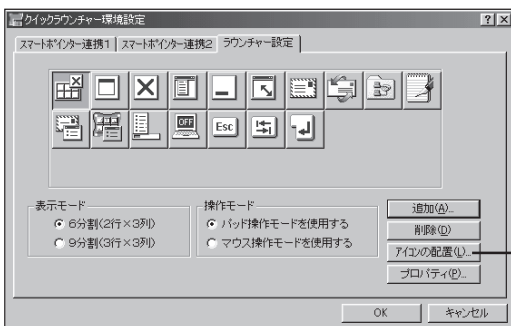 クイックラウンチャー環境設定
スマートポインター連携1 スマートポインター連携2 ラウンチャー設定
OFF
Esc
表示モード
6分割(2行×3列)
9分割(3行×3列)
操作モード
パッド操作モードを使用する
マウス操作モードを使用する
追加(A)...
削除(D)
アイコンの配置(L)...
プロパティ(P)...
OK キャンセル